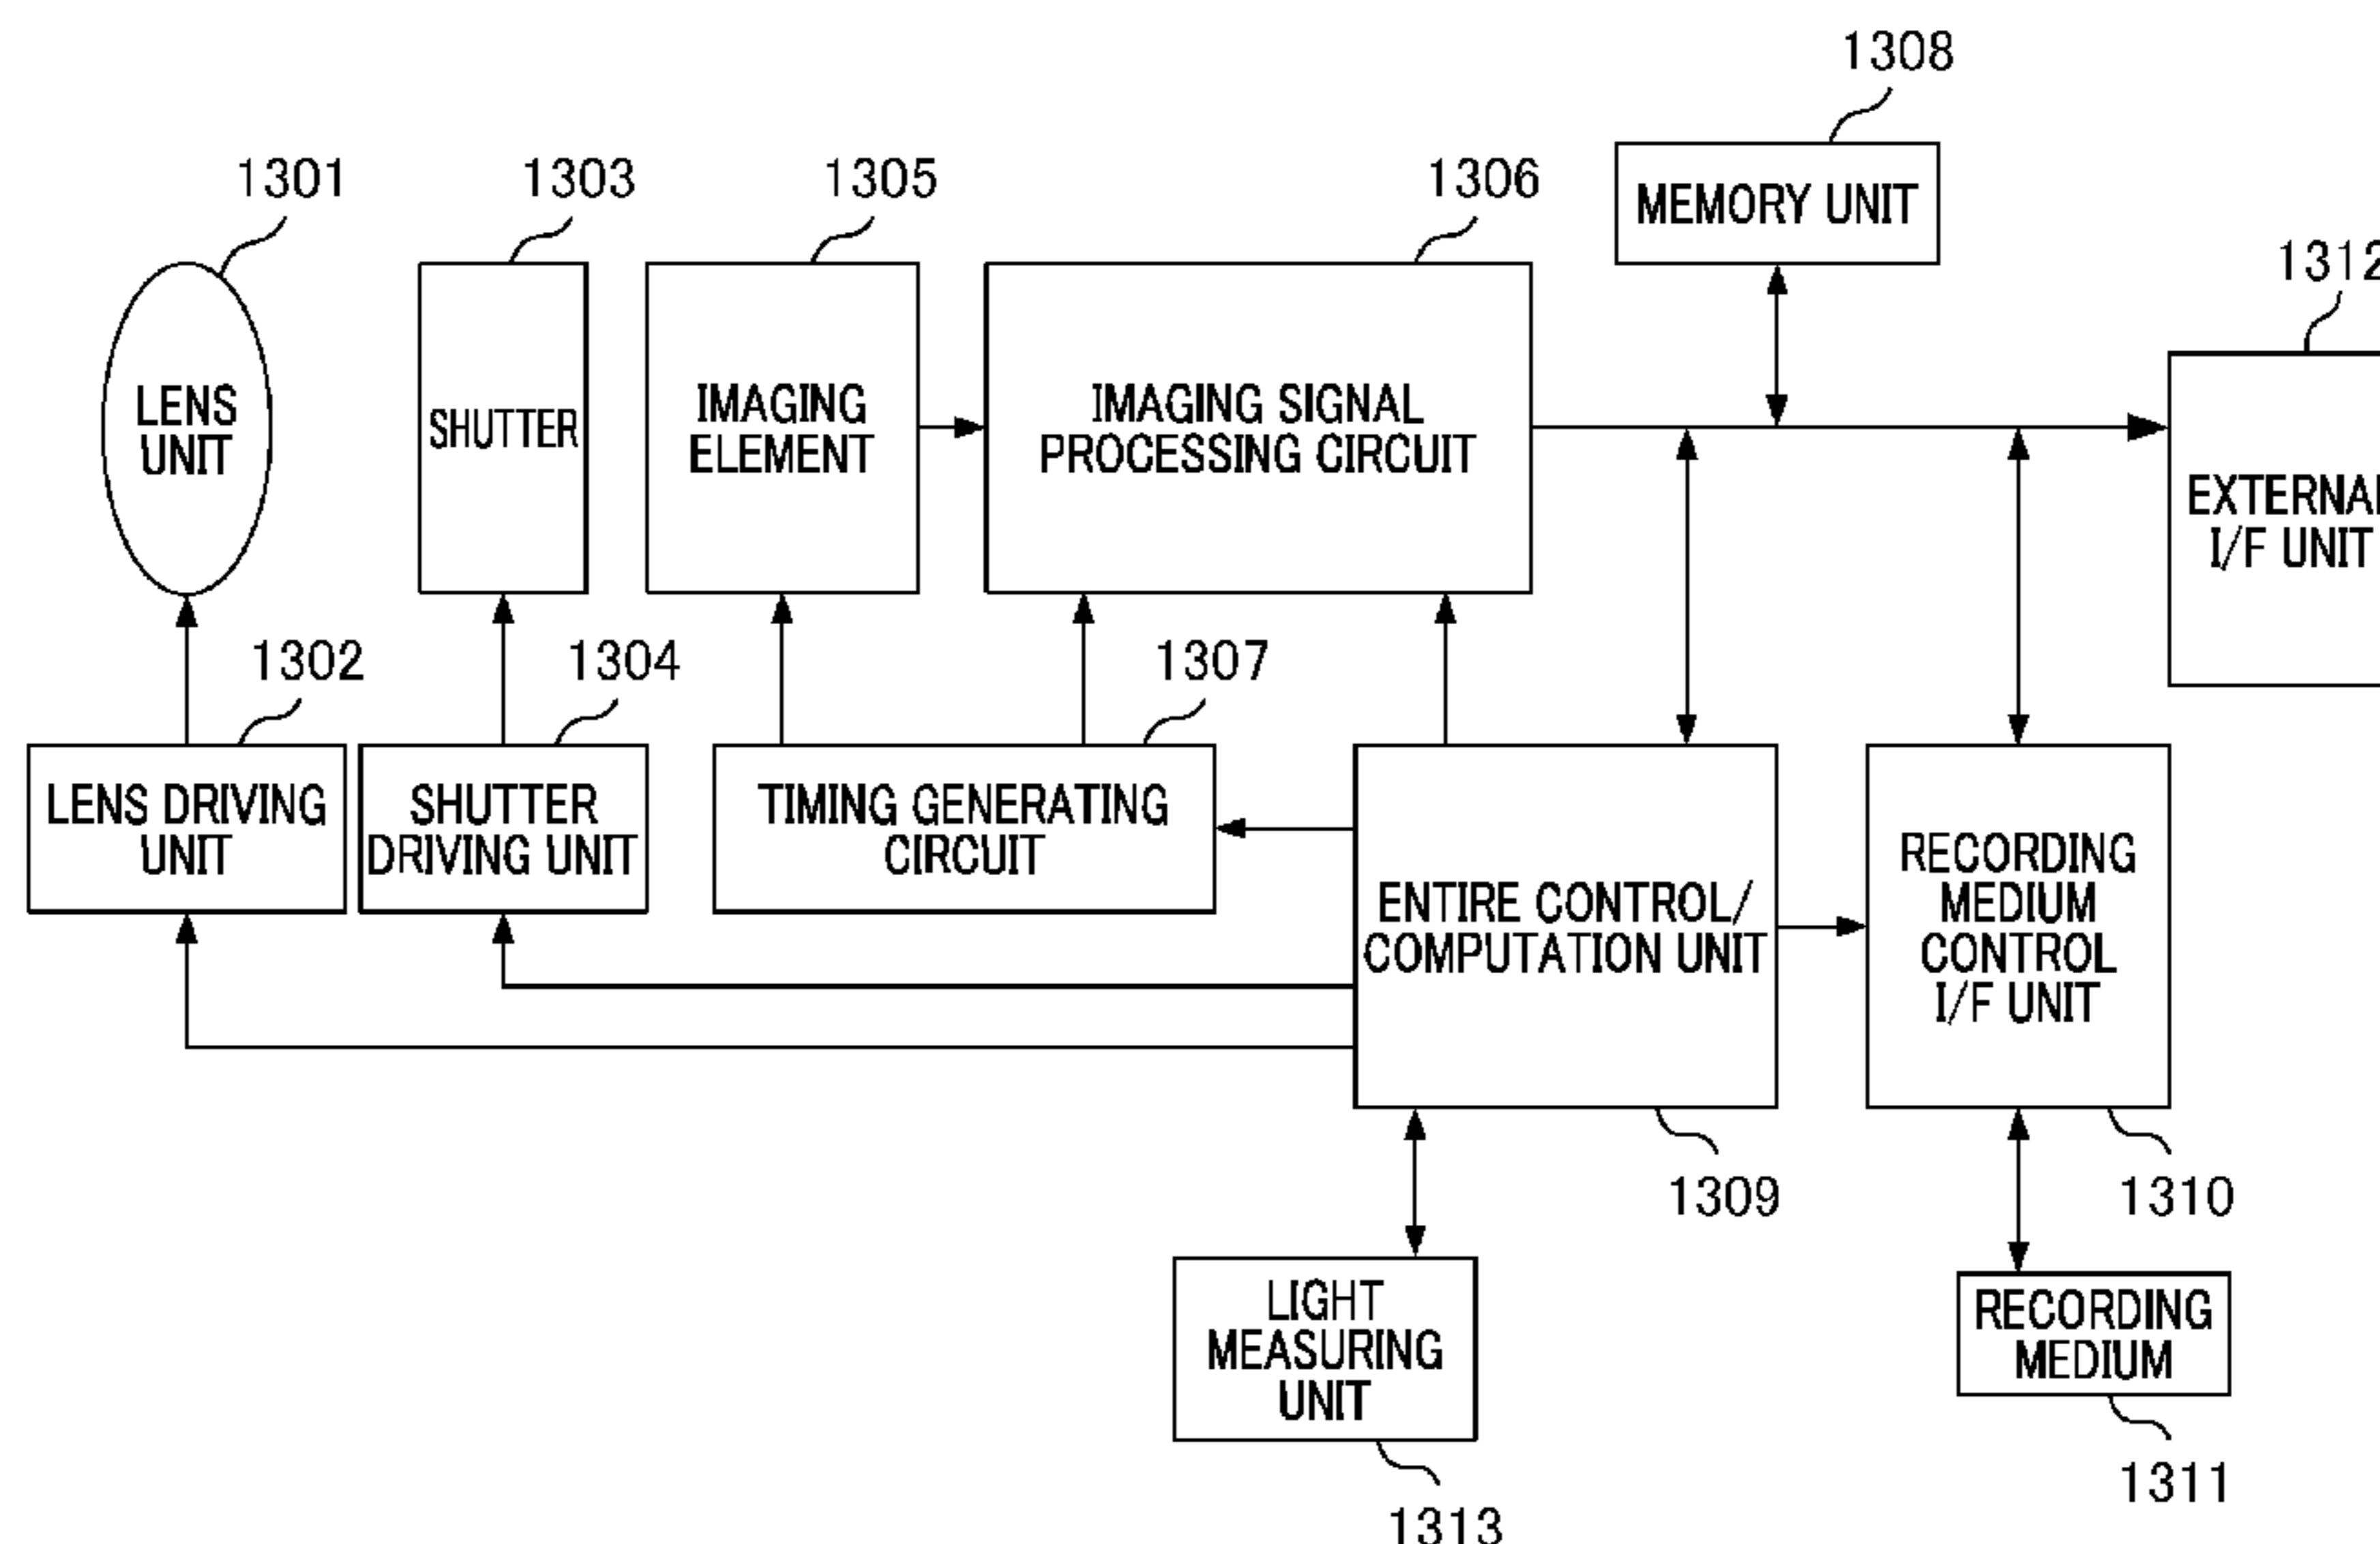 1308
1301
1303
1305
1306
MEMORY UNIT
1312
LENS
UNIT
SHUTTER
IMAGING
ELEMENT
IMAGING SIGNAL
PROCESSING CIRCUIT
EXTERNAL
I/F UNIT
1302
1304
1307
LENS DRIVING
UNIT
SHUTTER
DRIVING UNIT
TIMING GENERATING
CIRCUIT
ENTIRE CONTROL/
COMPUTATION UNIT
RECORDING
MEDIUM
CONTROL
I/F UNIT
1309
1310
LIGHT
MEASURING
UNIT
RECORDING
MEDIUM
1311
1313